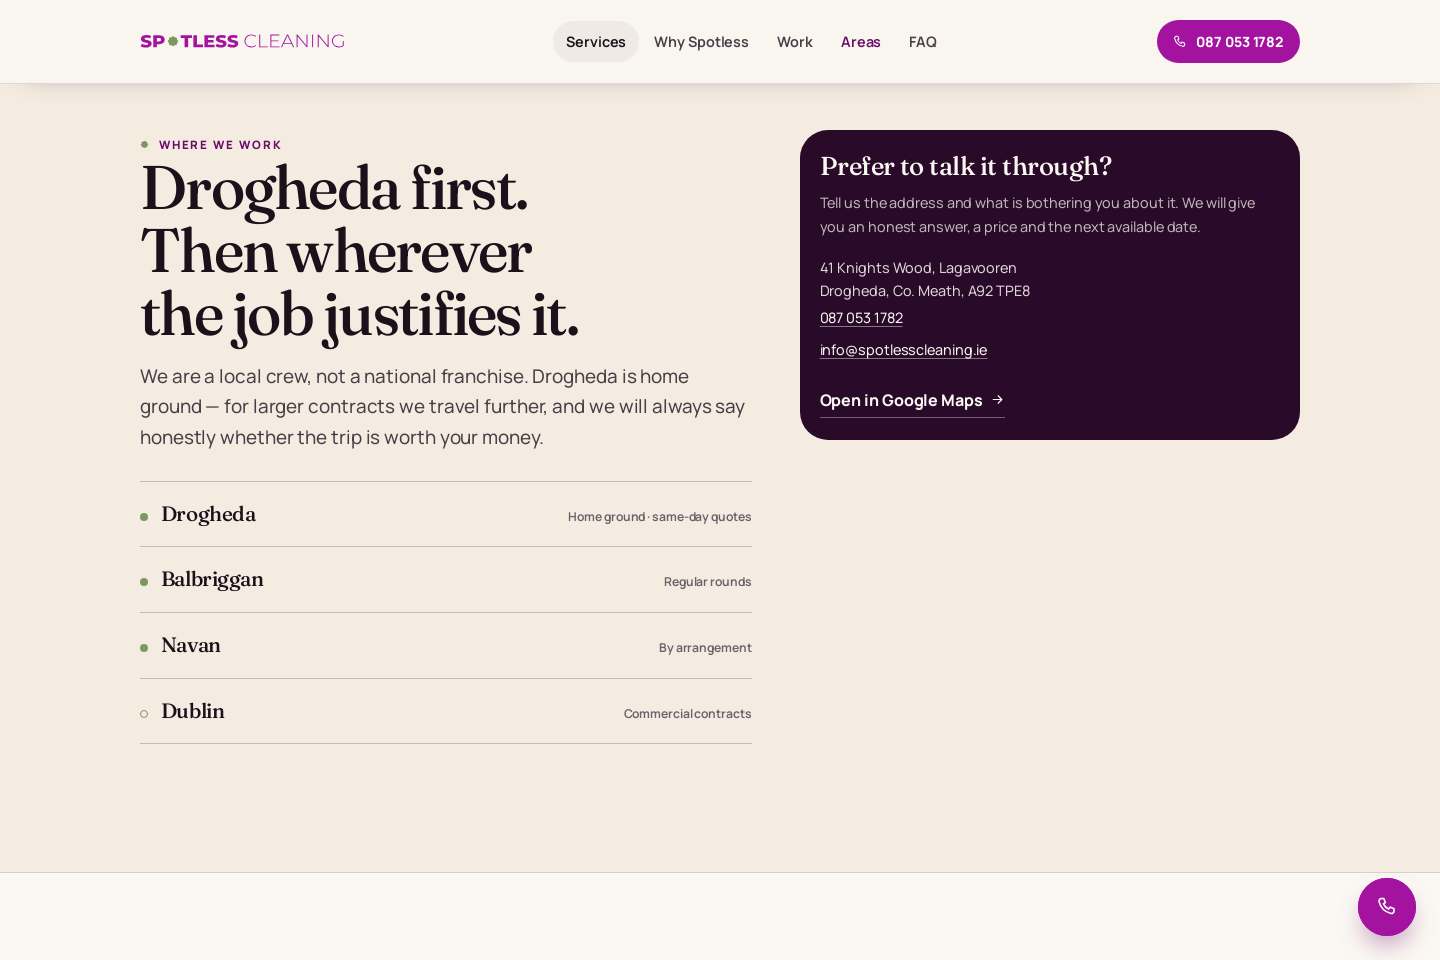 SPOTLESS CLEANING
Services
Why Spotless
Work
Areas
FAQ
087 053 1782
WHERE WE WORK
Drogheda first.
Then wherever
the job justifies it.
We are a local crew, not a national franchise. Drogheda is home
ground — for larger contracts we travel further, and we will always say
honestly whether the trip is worth your money.
Drogheda
Home ground · same-day quotes
Balbriggan
Regular rounds
Navan
By arrangement
Dublin
Commercial contracts
Prefer to talk it through?
Tell us the address and what is bothering you about it. We will give
you an honest answer, a price and the next available date.
41 Knights Wood, Lagavooren
Drogheda, Co. Meath, A92 TPE8
087 053 1782
info@spotlesscleaning.ie
Open in Google Maps →